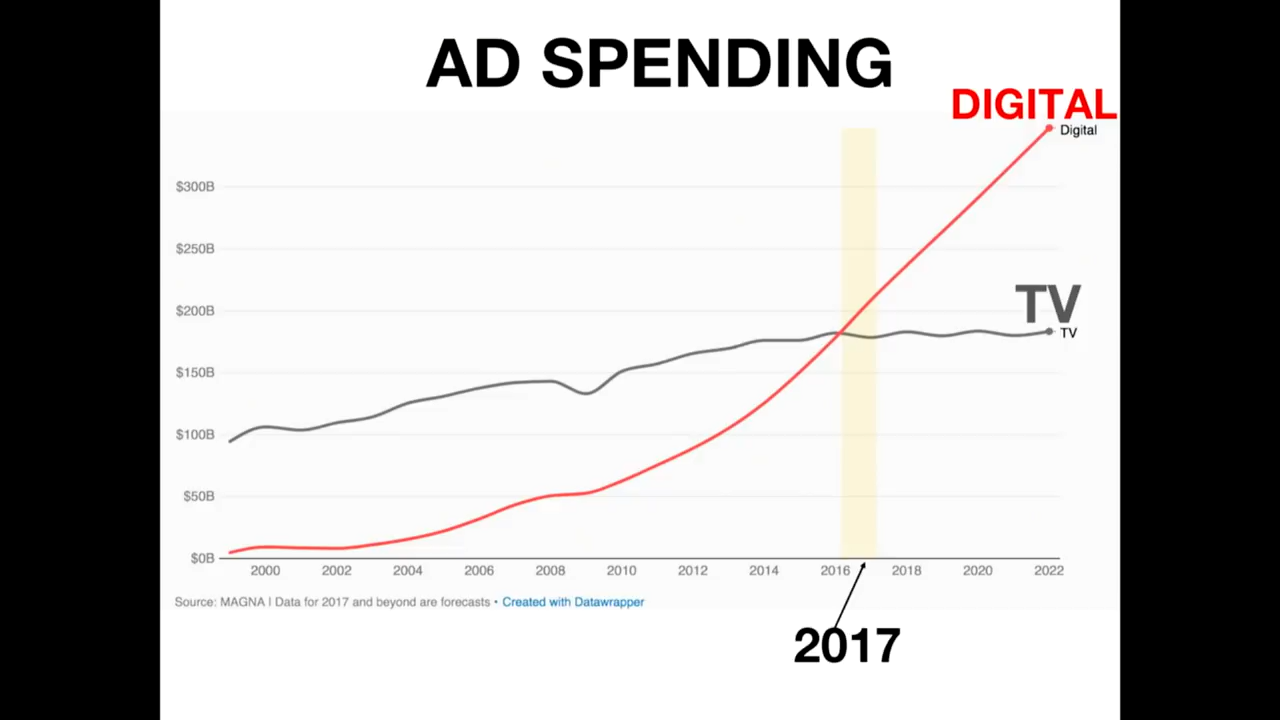 AD SPENDING
DIGITAL
Digital
$300B
$250B
$200B
TV
TV
$150B
$100B
$50B
$0B
2000 2002 2004 2006 2008 2010 2012 2014 2016 2018 2020 2022
Source: MAGNA | Data for 2017 and beyond are forecasts • Created with Datawrapper
2017